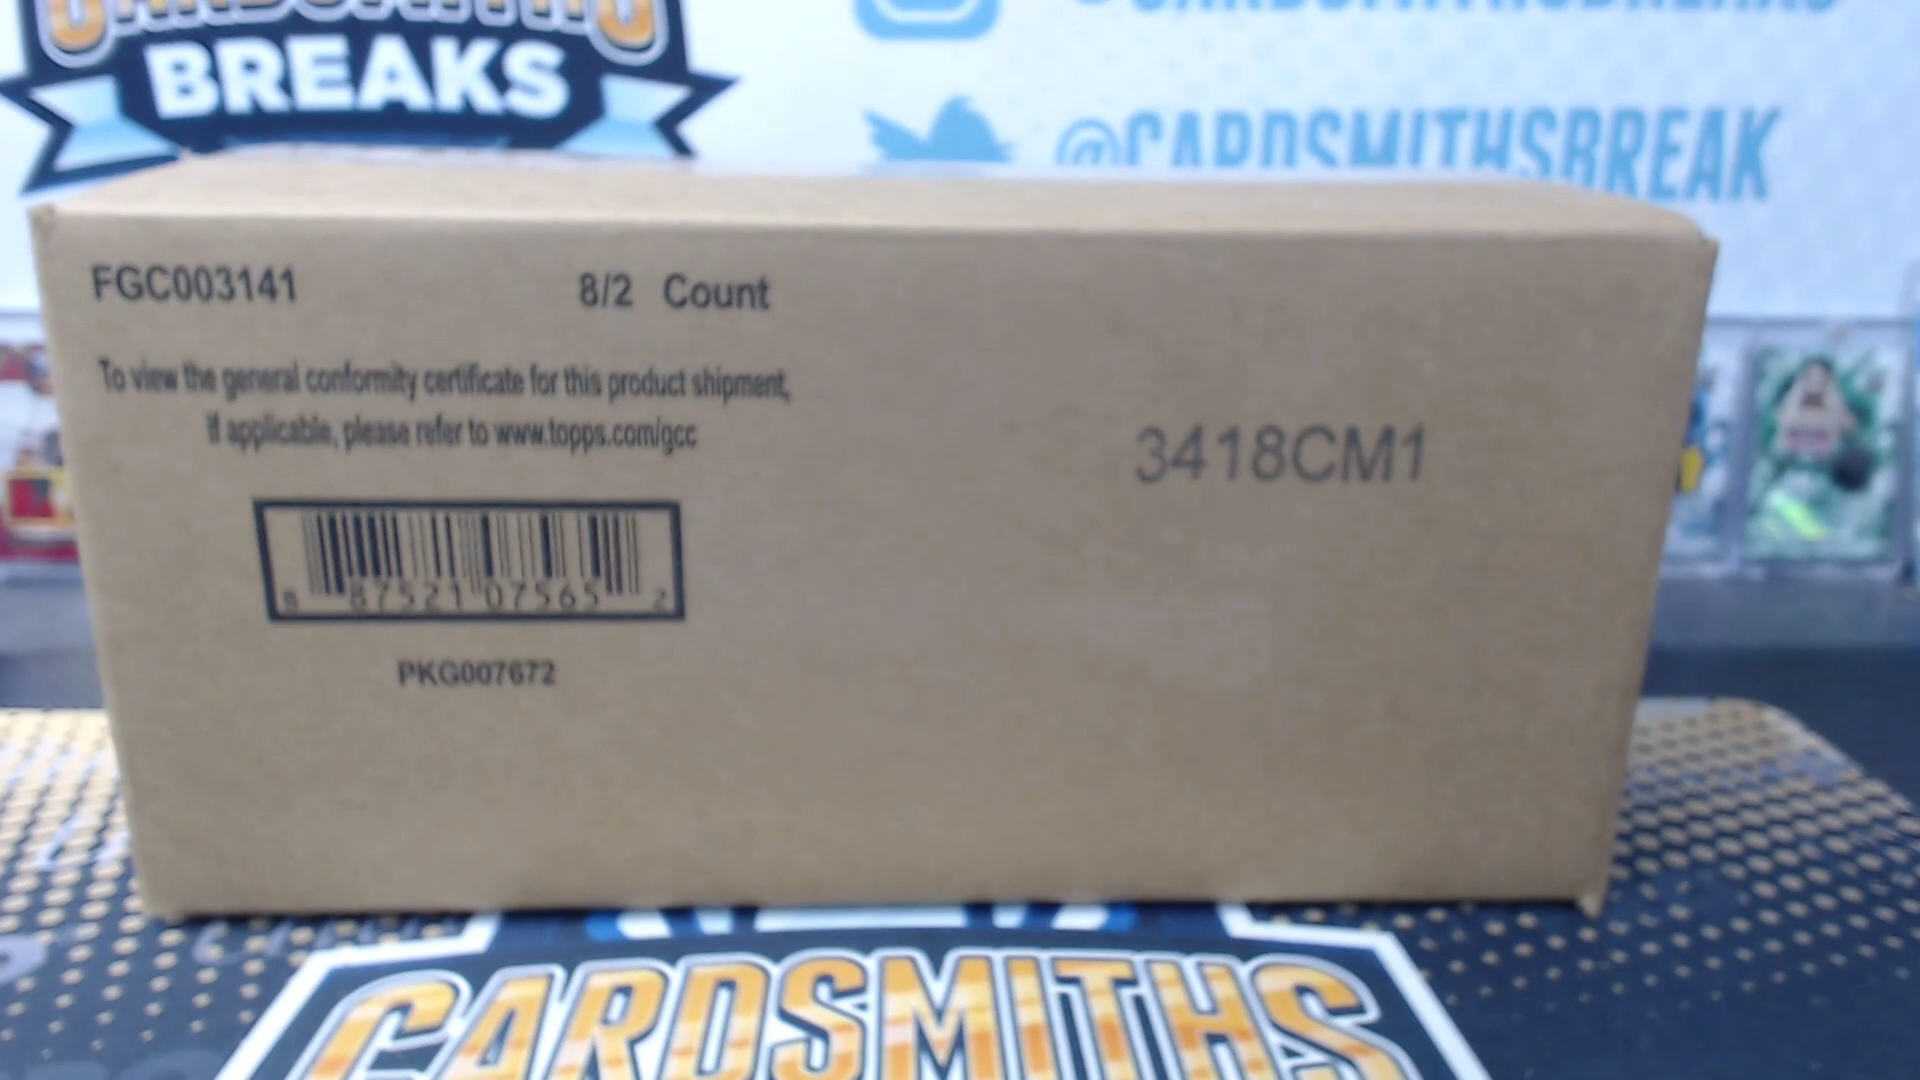 BREAKS
@CARDSMITHSBREAK
FGC003141
8/2 Count
To view the general conformity certificate for this product shipment,
if applicable, please refer to www.topps.com/gcc
3418CM1
8 87521 07565 2
PKG007672
CARDSMITHS